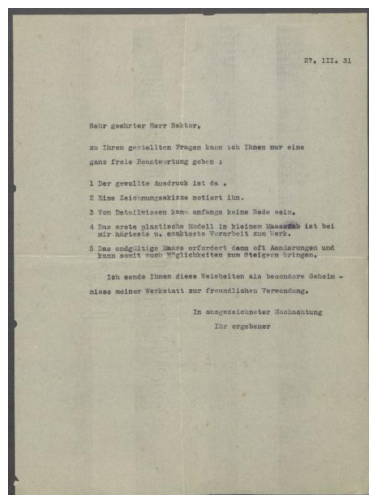 27. III. 31
Sehr geehrter Herr Rektor,
zu Ihren gestellten Fragen kann ich Ihnen nur eine
ganz freie Beantwortung geben :
1 Der gewollte Ausdruck ist da .
2 Eine Zeichnungsskizze notiert ihn.
3 Von Detailwissen kann anfangs keine Rede sein.
4 Das erste plastische Modell in kleinem Maasstab ist bei
mir härteste u. exakteste Vorarbeit zum Werk.
5 Das endgültige Maass erfordert dann oft Aenderungen und
kann somit auch Möglichkeiten zum Steigern bringen.
Ich sende Ihnen diese Weisheiten als besondere Geheim -
nisse meiner Werkstatt zur freundlichen Verwendung.
In ausgezeichneter Hochachtung
Ihr ergebener